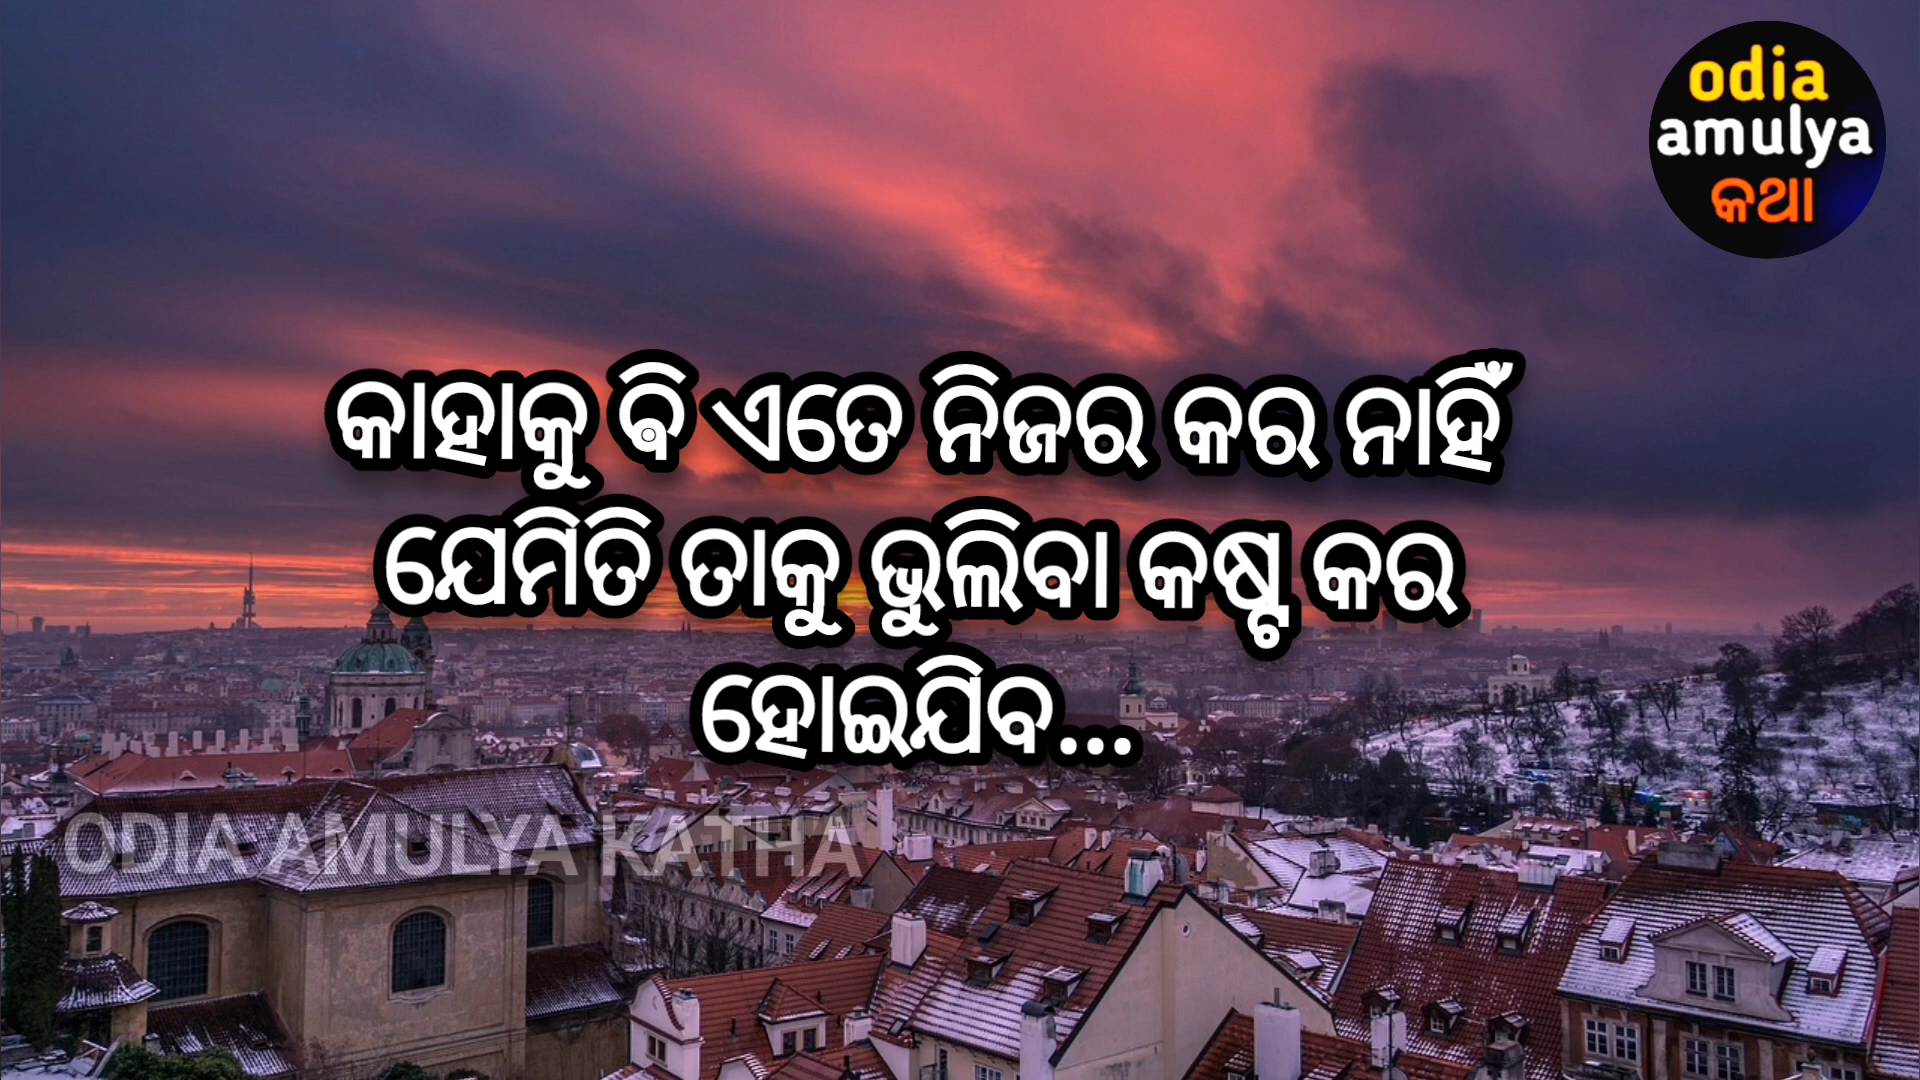 odia
amulya
କଥା
କାହାକୁ ବି ଏତେ ନିଜର କର ନାହିଁ
ଯେମିତି ତାକୁ ଭୁଲିବା କଷ୍ଟ କର
ହୋଇଯିବ...
ODIA AMULYA KATHA